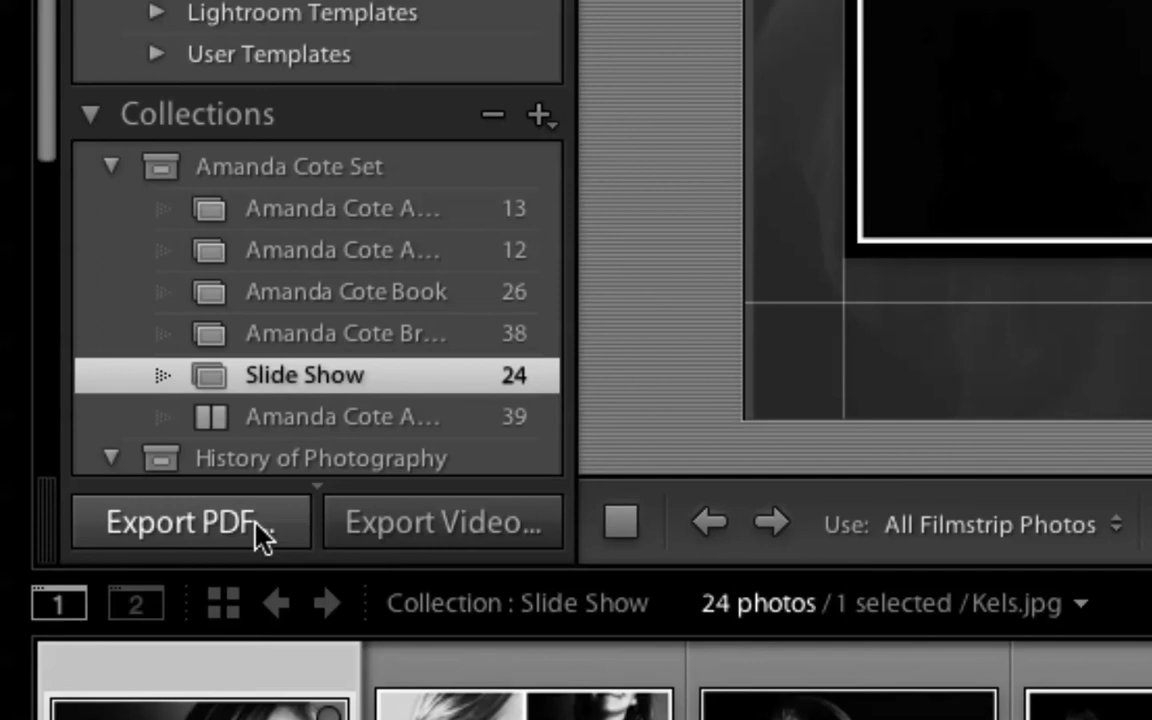 Lightroom Templates
User Templates
Collections
Amanda Cote Set
Amanda Cote A... 13
Amanda Cote A... 12
Amanda Cote Book 26
Amanda Cote Br... 38
Slide Show 24
Amanda Cote A... 39
History of Photography
Export PDF... Export Video... Use: All Filmstrip Photos
1 2 Collection : Slide Show 24 photos / 1 selected / Kels.jpg